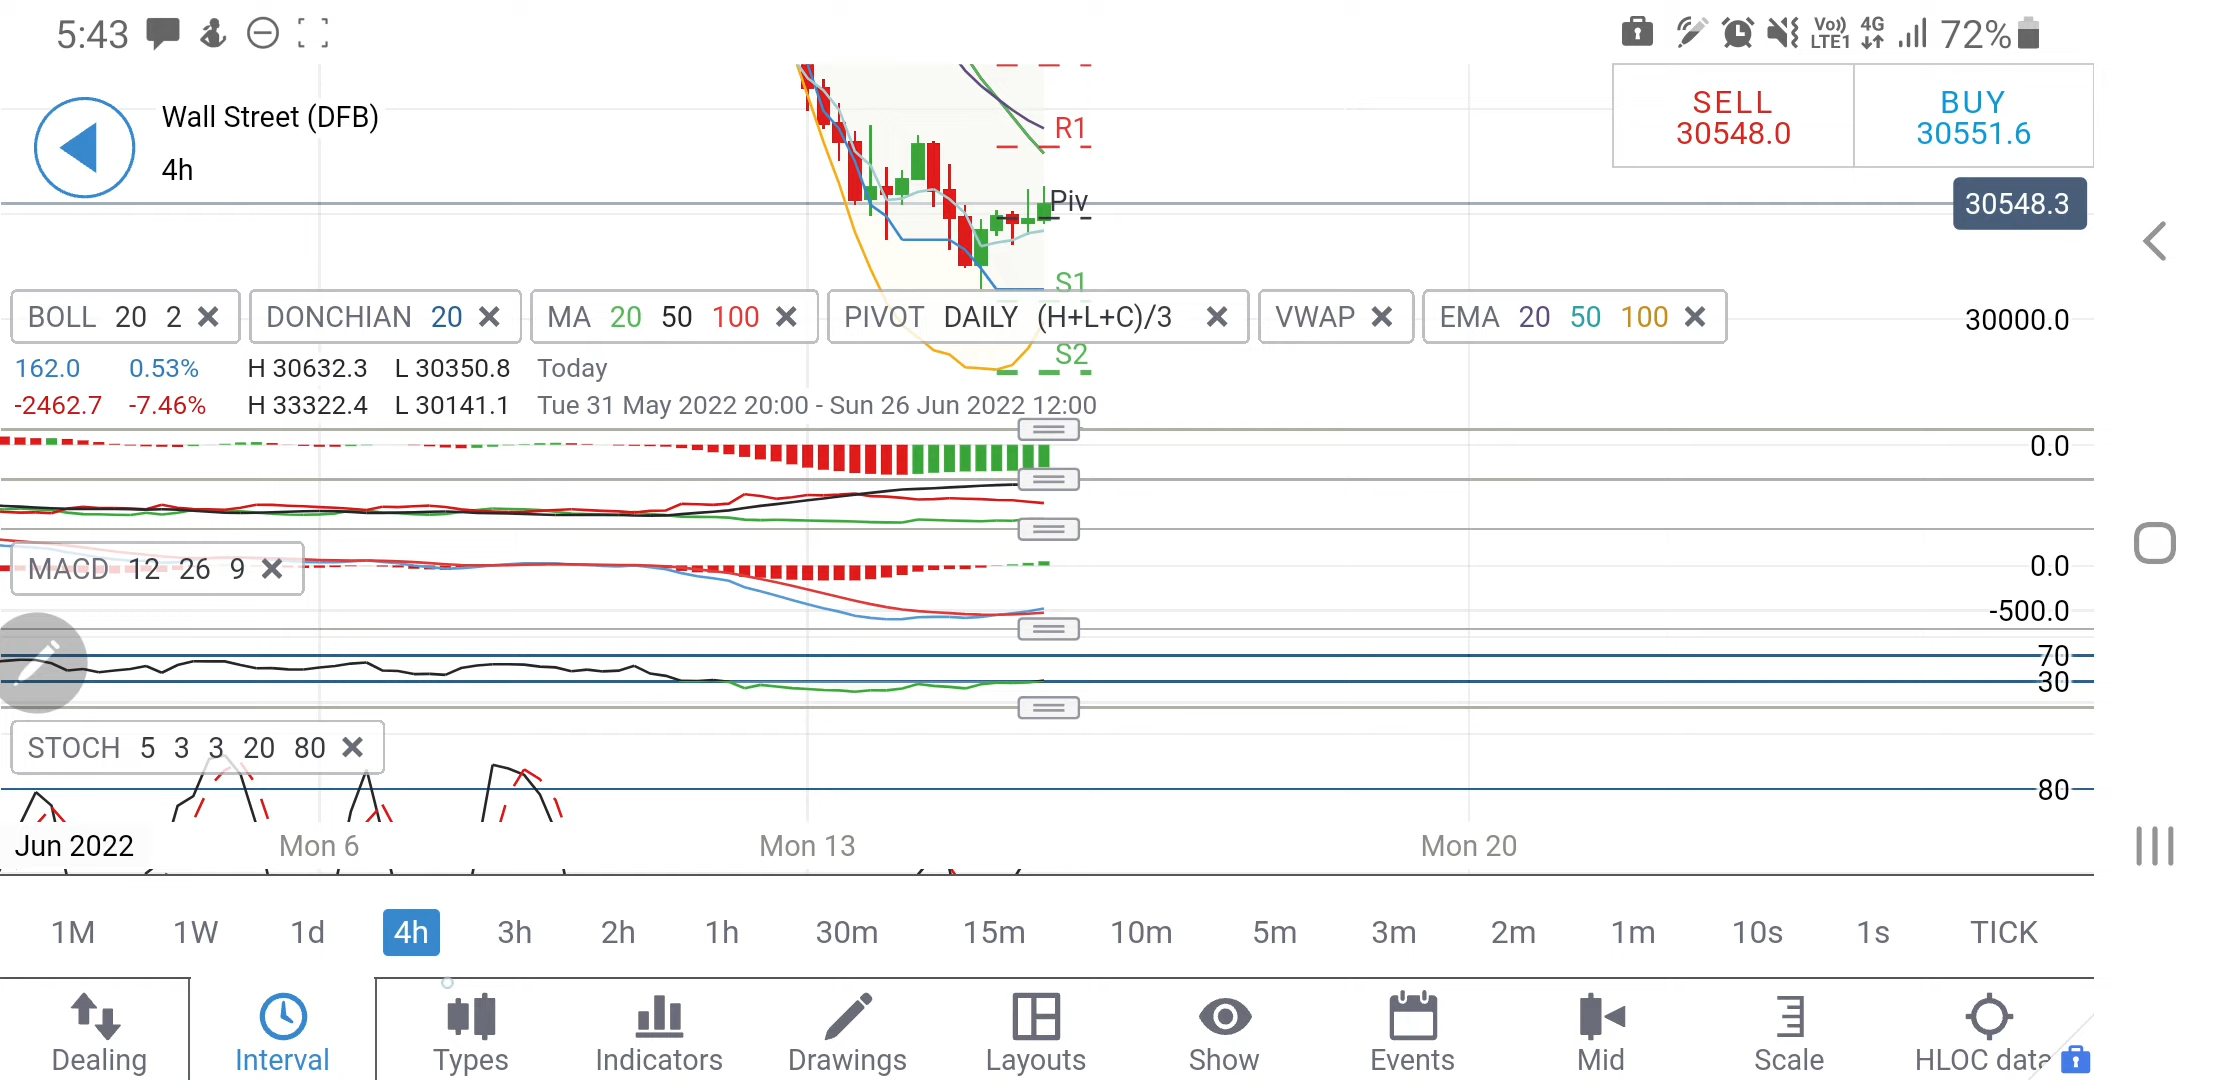 5:43
Vo)) LTE1 4G 72%
Wall Street (DFB)
4h
SELL
30548.0
BUY
30551.6
R1
Piv
30548.3
S1
BOLL 20 2
DONCHIAN 20
MA 20 50 100
PIVOT DAILY (H+L+C)/3
VWAP
EMA 20 50 100
30000.0
S2
162.0 0.53% H 30632.3 L 30350.8 Today
-2462.7 -7.46% H 33322.4 L 30141.1 Tue 31 May 2022 20:00 - Sun 26 Jun 2022 12:00
0.0
MACD 12 26 9
0.0
-500.0
70
30
STOCH 5 3 3 20 80
80
Jun 2022 Mon 6 Mon 13 Mon 20
1M 1W 1d 4h 3h 2h 1h 30m 15m 10m 5m 3m 2m 1m 10s 1s TICK
Dealing Interval Types Indicators Drawings Layouts Show Events Mid Scale HLOC data